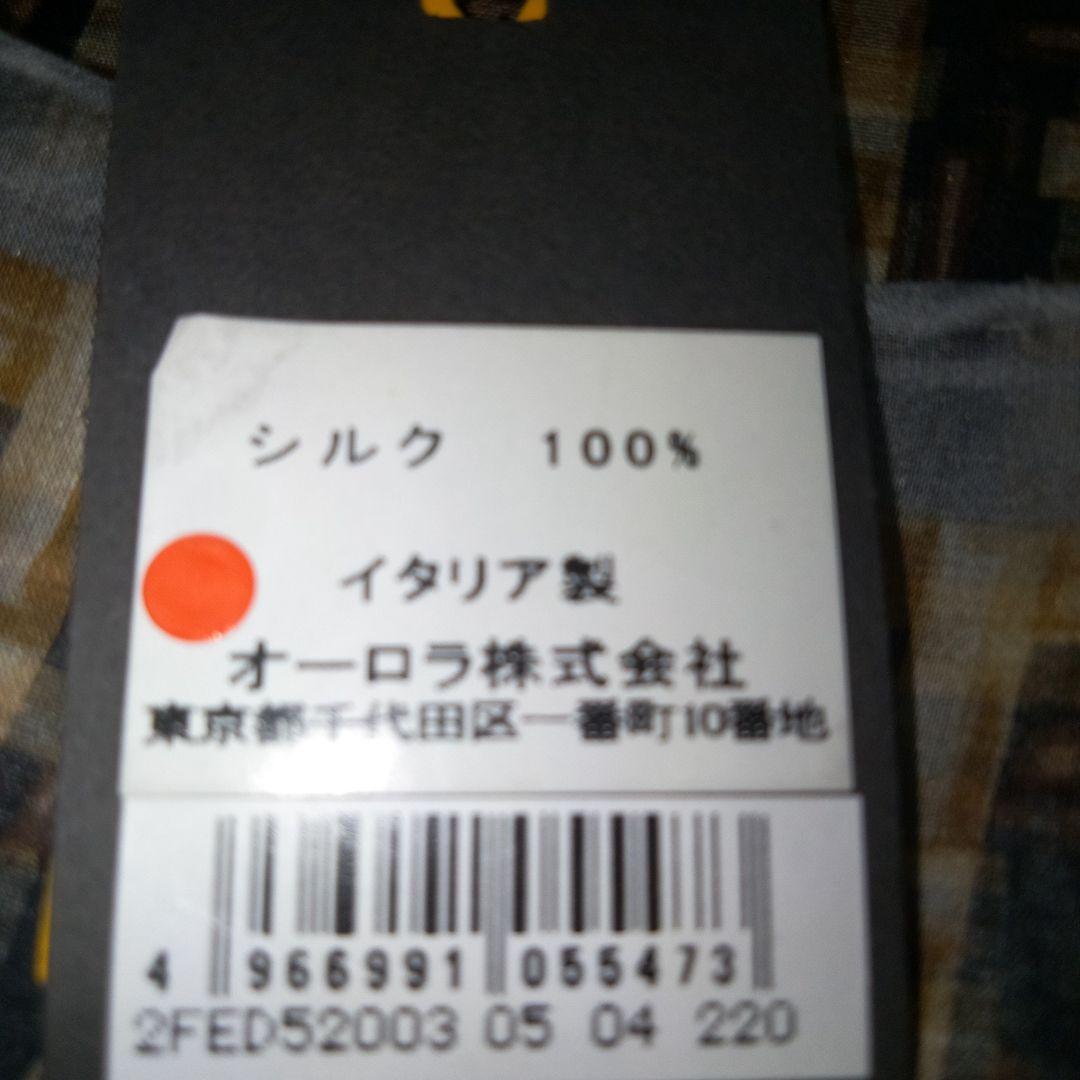 シルク 100%
イタリア製
オーロラ株式会社
東京都千代田区一番町10番地
4 966991 055473
2FED52003 05 04 220